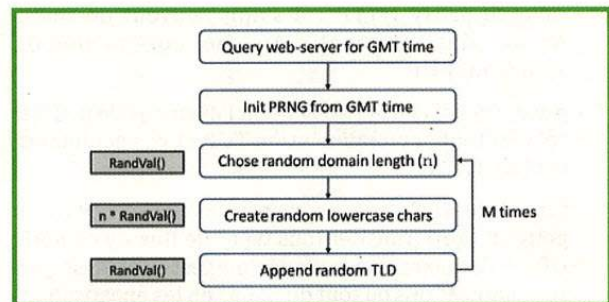 Query web-server for GMT time
Init PRNG from GMT time
RandVal()
Chose random domain length (n)
n * RandVal()
Create random lowercase chars
M times
RandVal()
Append random TLD